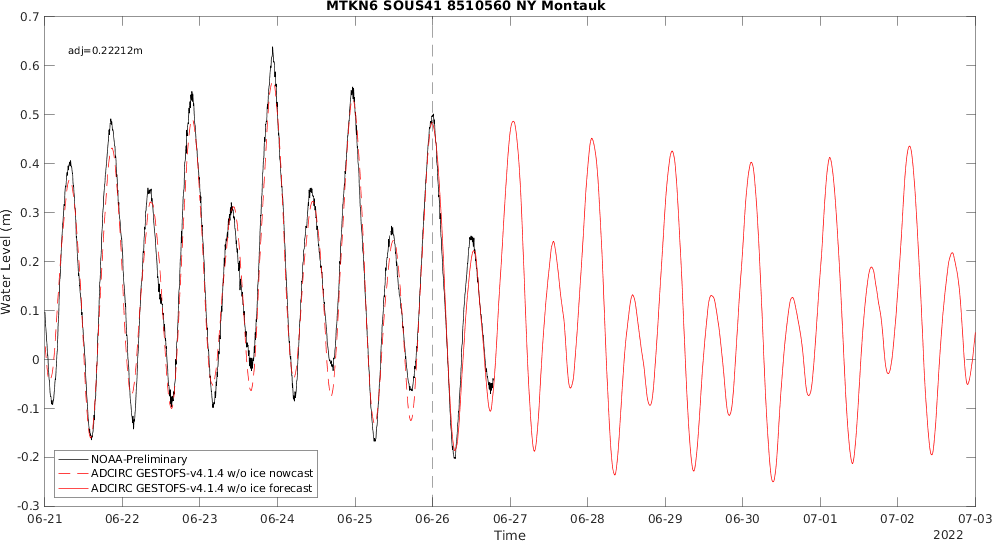 MTKN6 SOUS41 8510560 NY Montauk
adj=0.22212m
0.7
0.6
0.5
0.4
0.3
0.2
0.1
0
-0.1
-0.2
-0.3
Water Level (m)
NOAA-Preliminary
ADCIRC GESTOFS-v4.1.4 w/o ice nowcast
ADCIRC GESTOFS-v4.1.4 w/o ice forecast
06-21 06-22 06-23 06-24 06-25 06-26 06-27 06-28 06-29 06-30 07-01 07-02 07-03
Time
2022